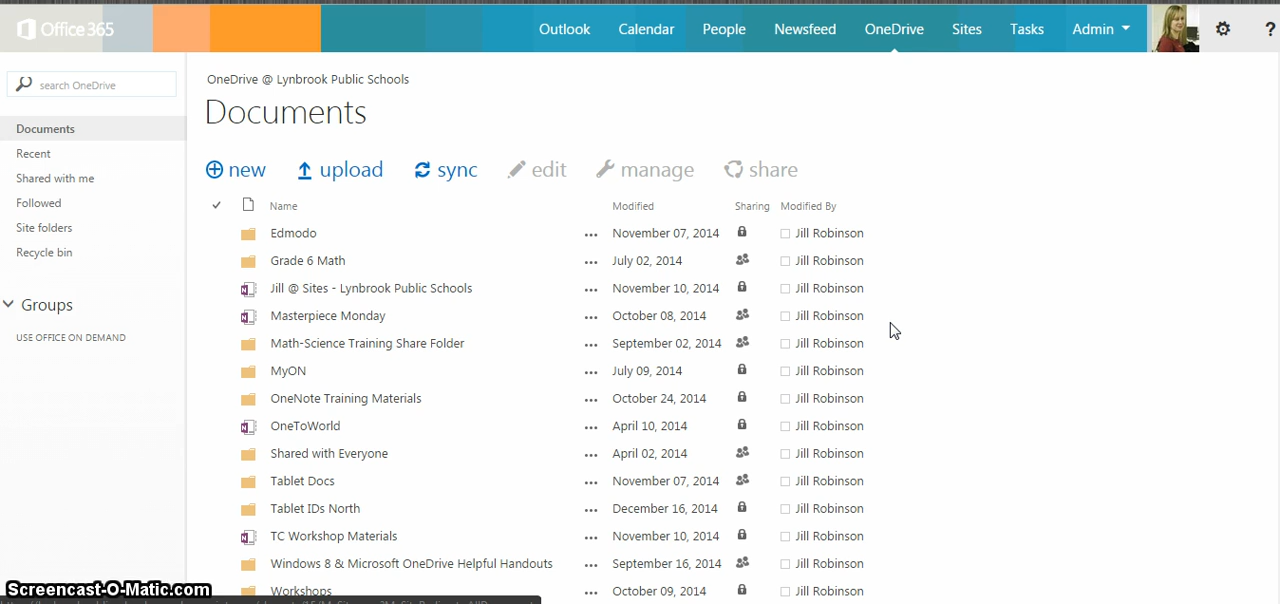 Office 365 Outlook Calendar People Newsfeed OneDrive Sites Tasks Admin ?
search OneDrive
Documents
Recent
Shared with me
Followed
Site folders
Recycle bin
Groups
USE OFFICE ON DEMAND
OneDrive @ Lynbrook Public Schools
Documents
new upload sync edit manage share
Name Modified Sharing Modified By
Edmodo ... November 07, 2014 Jill Robinson
Grade 6 Math ... July 02, 2014 Jill Robinson
Jill @ Sites - Lynbrook Public Schools ... November 10, 2014 Jill Robinson
Masterpiece Monday ... October 08, 2014 Jill Robinson
Math-Science Training Share Folder ... September 02, 2014 Jill Robinson
MyON ... July 09, 2014 Jill Robinson
OneNote Training Materials ... October 24, 2014 Jill Robinson
OneToWorld ... April 10, 2014 Jill Robinson
Shared with Everyone ... April 02, 2014 Jill Robinson
Tablet Docs ... November 07, 2014 Jill Robinson
Tablet IDs North ... December 16, 2014 Jill Robinson
TC Workshop Materials ... November 10, 2014 Jill Robinson
Windows 8 & Microsoft OneDrive Helpful Handouts ... September 16, 2014 Jill Robinson
Workshops ... October 09, 2014 Jill Robinson
Screencast-O-Matic.com